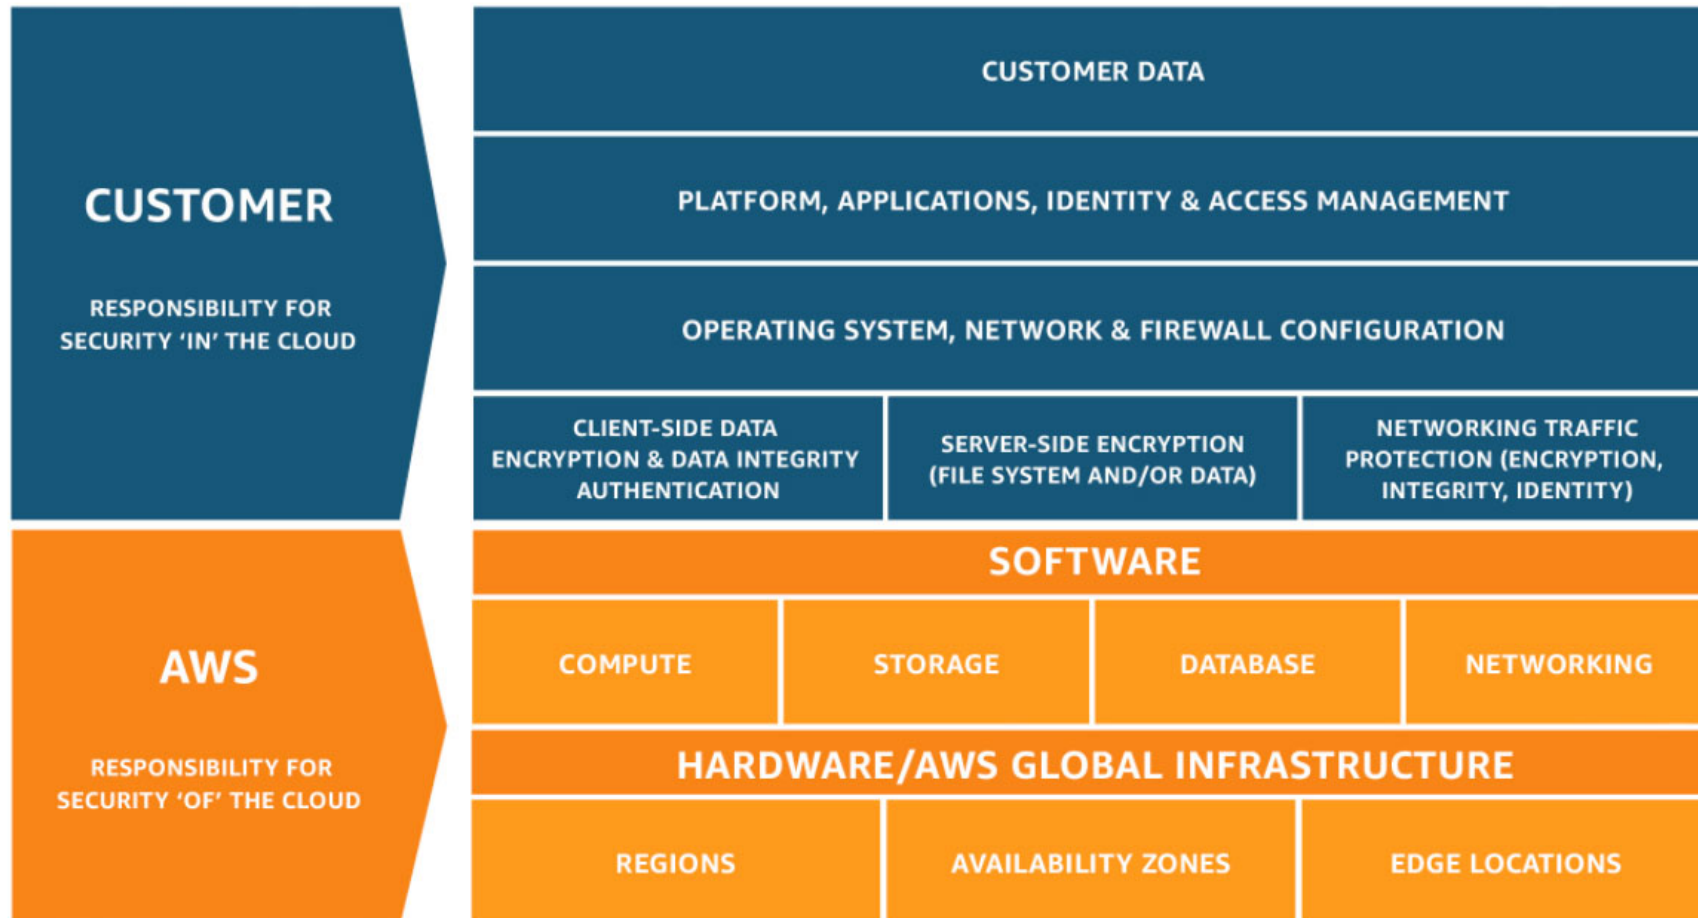 CUSTOMER
RESPONSIBILITY FOR
SECURITY ‘IN’ THE CLOUD
CUSTOMER DATA
PLATFORM, APPLICATIONS, IDENTITY & ACCESS MANAGEMENT
OPERATING SYSTEM, NETWORK & FIREWALL CONFIGURATION
CLIENT-SIDE DATA
ENCRYPTION & DATA INTEGRITY
AUTHENTICATION
SERVER-SIDE ENCRYPTION
(FILE SYSTEM AND/OR DATA)
NETWORKING TRAFFIC
PROTECTION (ENCRYPTION,
INTEGRITY, IDENTITY)
AWS
RESPONSIBILITY FOR
SECURITY ‘OF’ THE CLOUD
SOFTWARE
COMPUTE
STORAGE
DATABASE
NETWORKING
HARDWARE/AWS GLOBAL INFRASTRUCTURE
REGIONS
AVAILABILITY ZONES
EDGE LOCATIONS